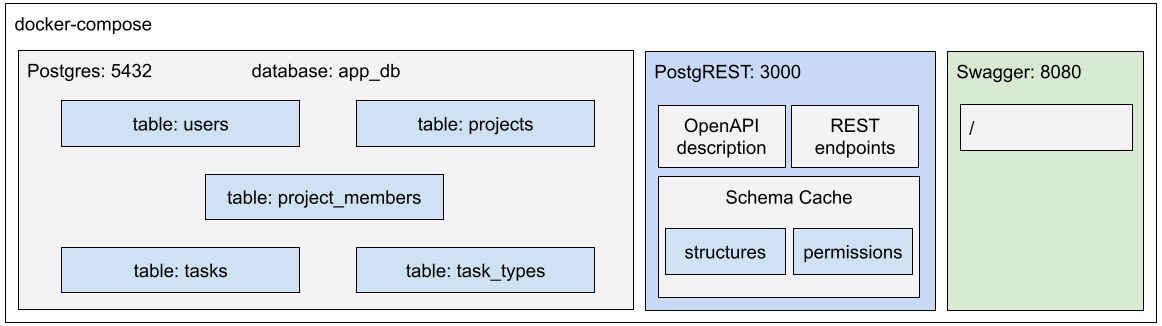 docker-compose
Postgres: 5432
database: app_db
table: users
table: projects
table: project_members
table: tasks
table: task_types
PostgREST: 3000
OpenAPI
description
REST
endpoints
Schema Cache
structures
permissions
Swagger: 8080
/